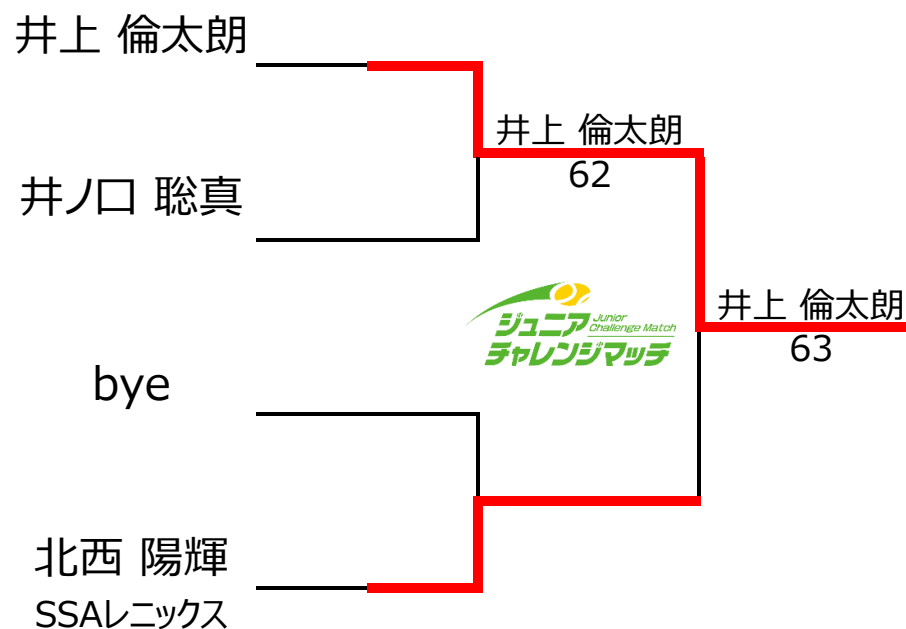 井上 倫太朗
井上 倫太朗
62
井ノ口 聡真
井上 倫太朗
63
ジュニア Junior Challenge Match
チャレンジマッチ
bye
北西 陽輝
SSAレニックス